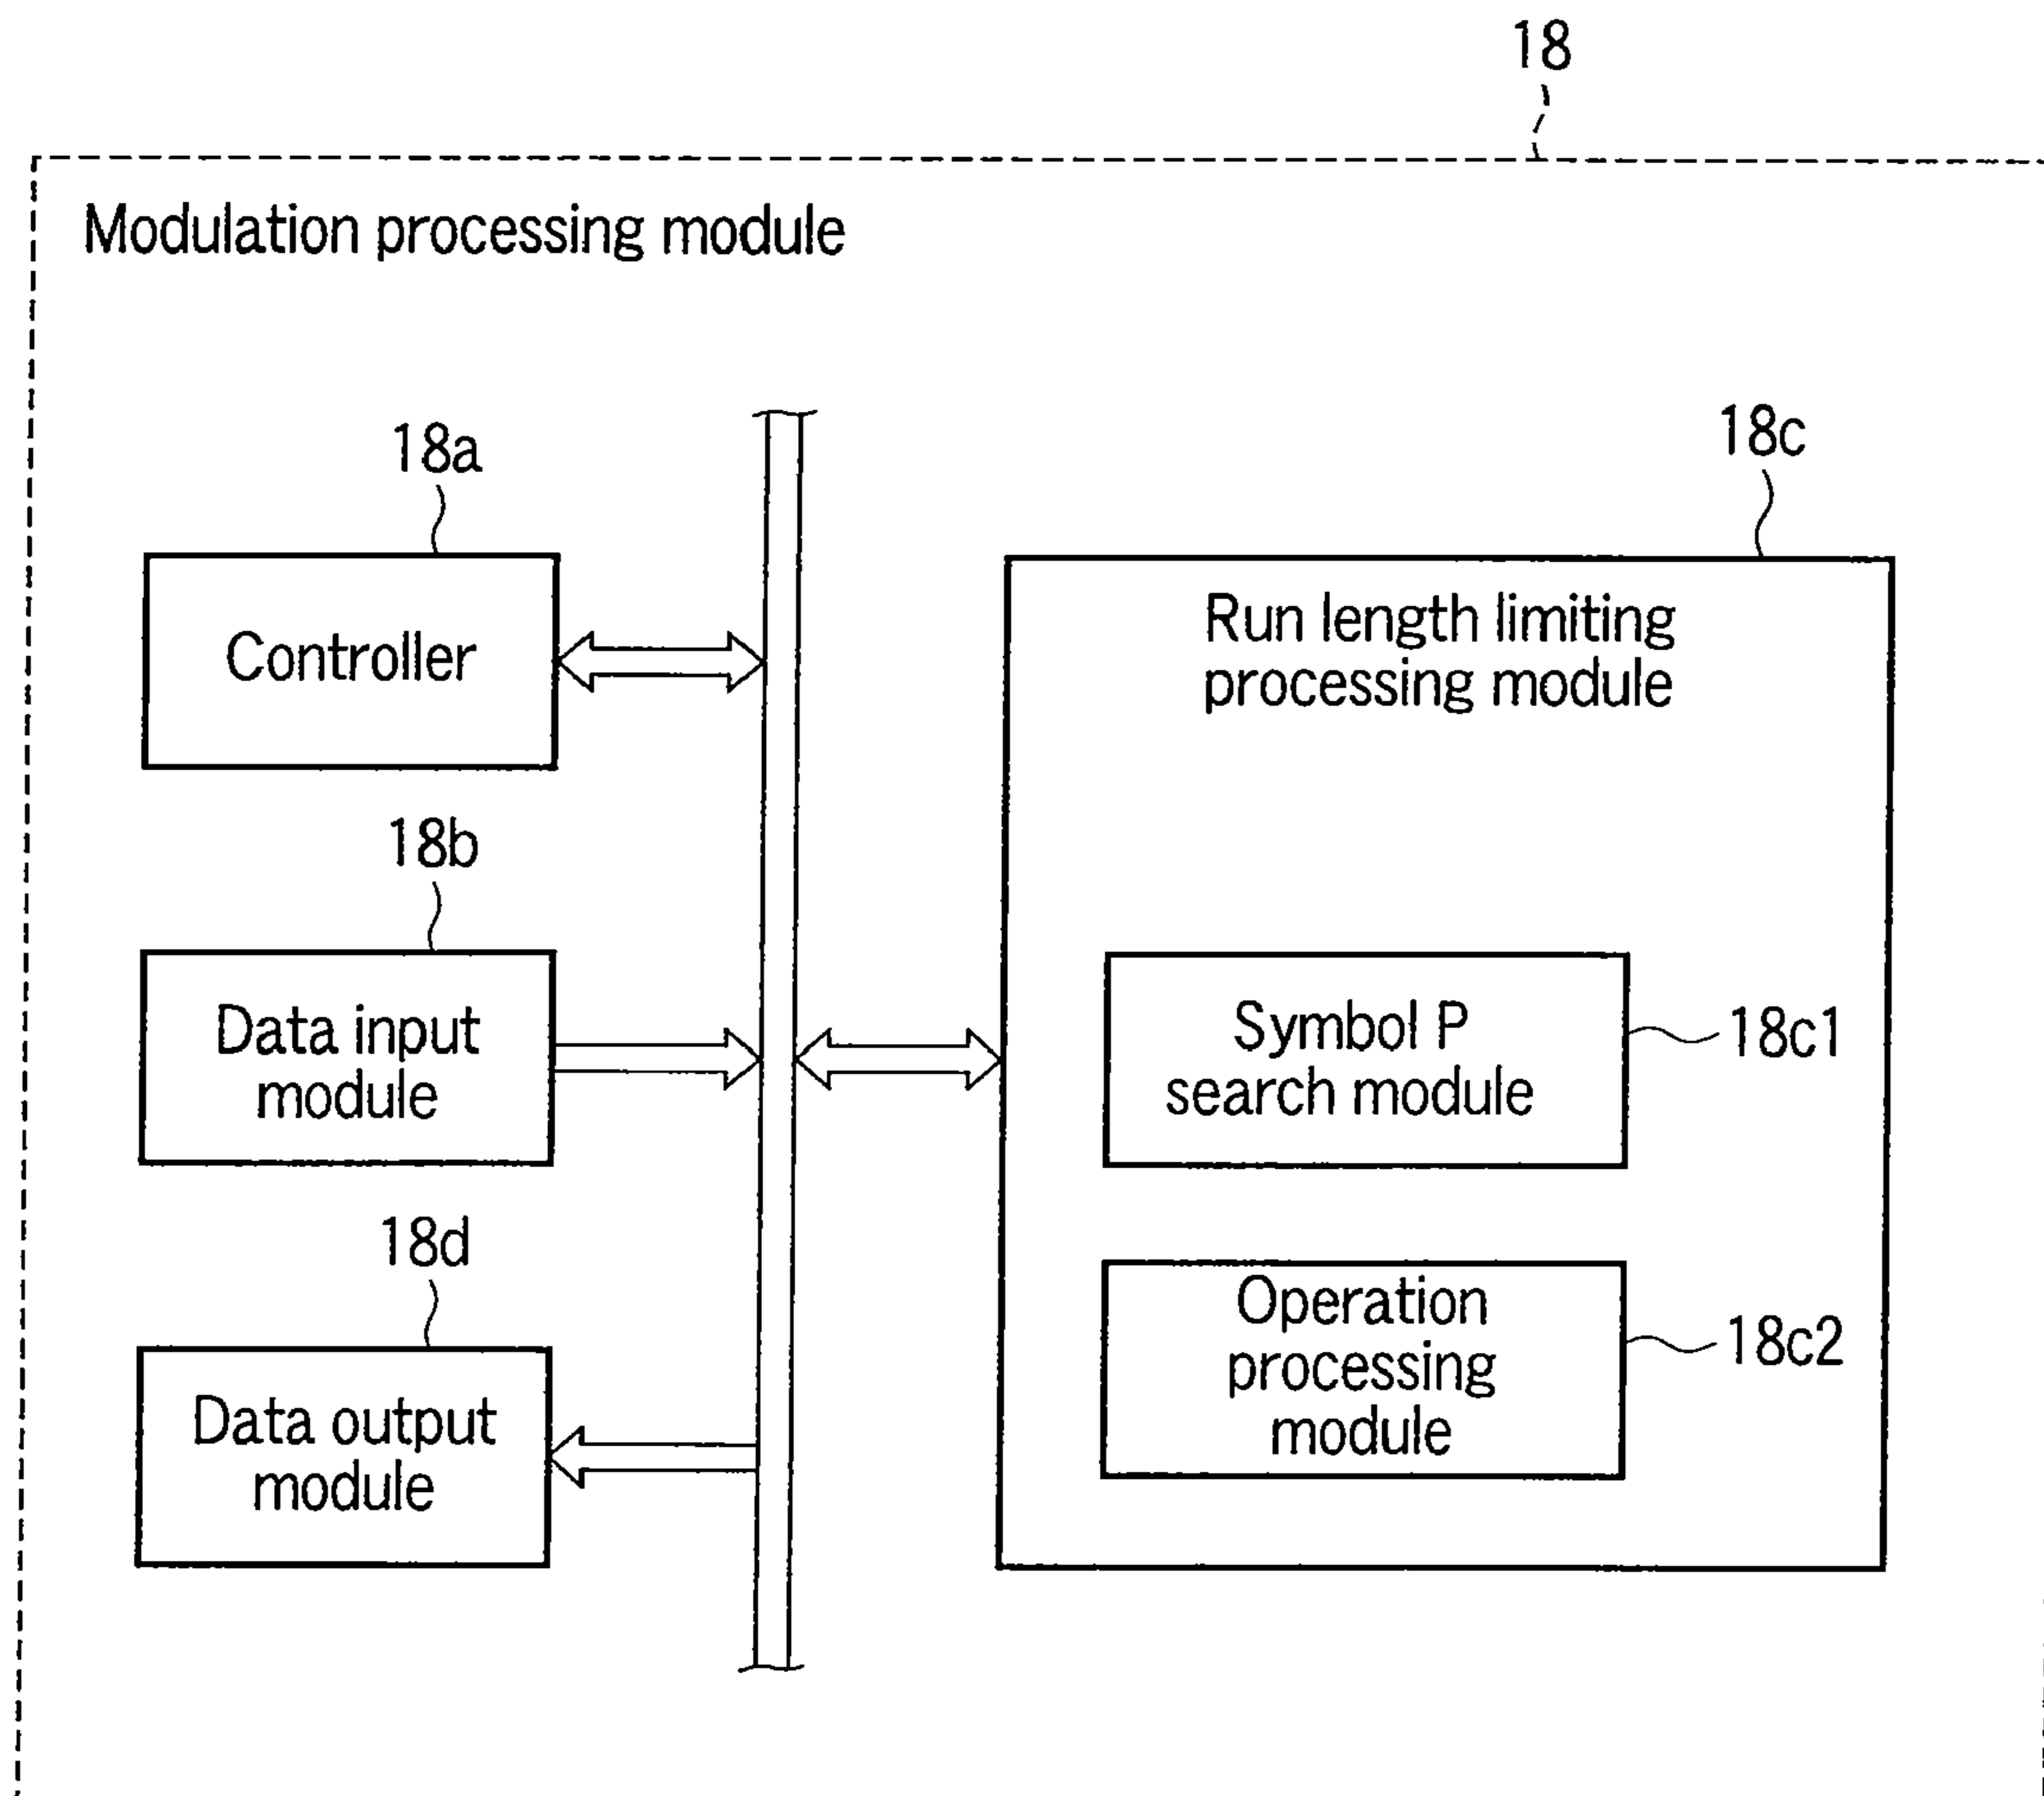 18
Modulation processing module
18a
18c
Controller
Run length limiting
processing module
18b
Data input
module
Symbol P
search module
18c1
18d
Operation
processing
module
18c2
Data output
module